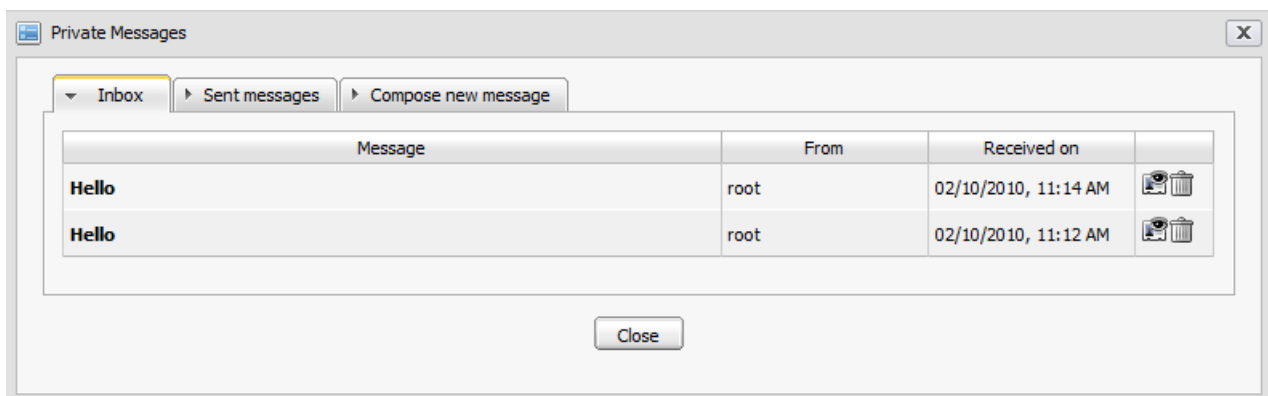 Private Messages
X
Inbox Sent messages Compose new message
Message From Received on
Hello root 02/10/2010, 11:14 AM
Hello root 02/10/2010, 11:12 AM
Close